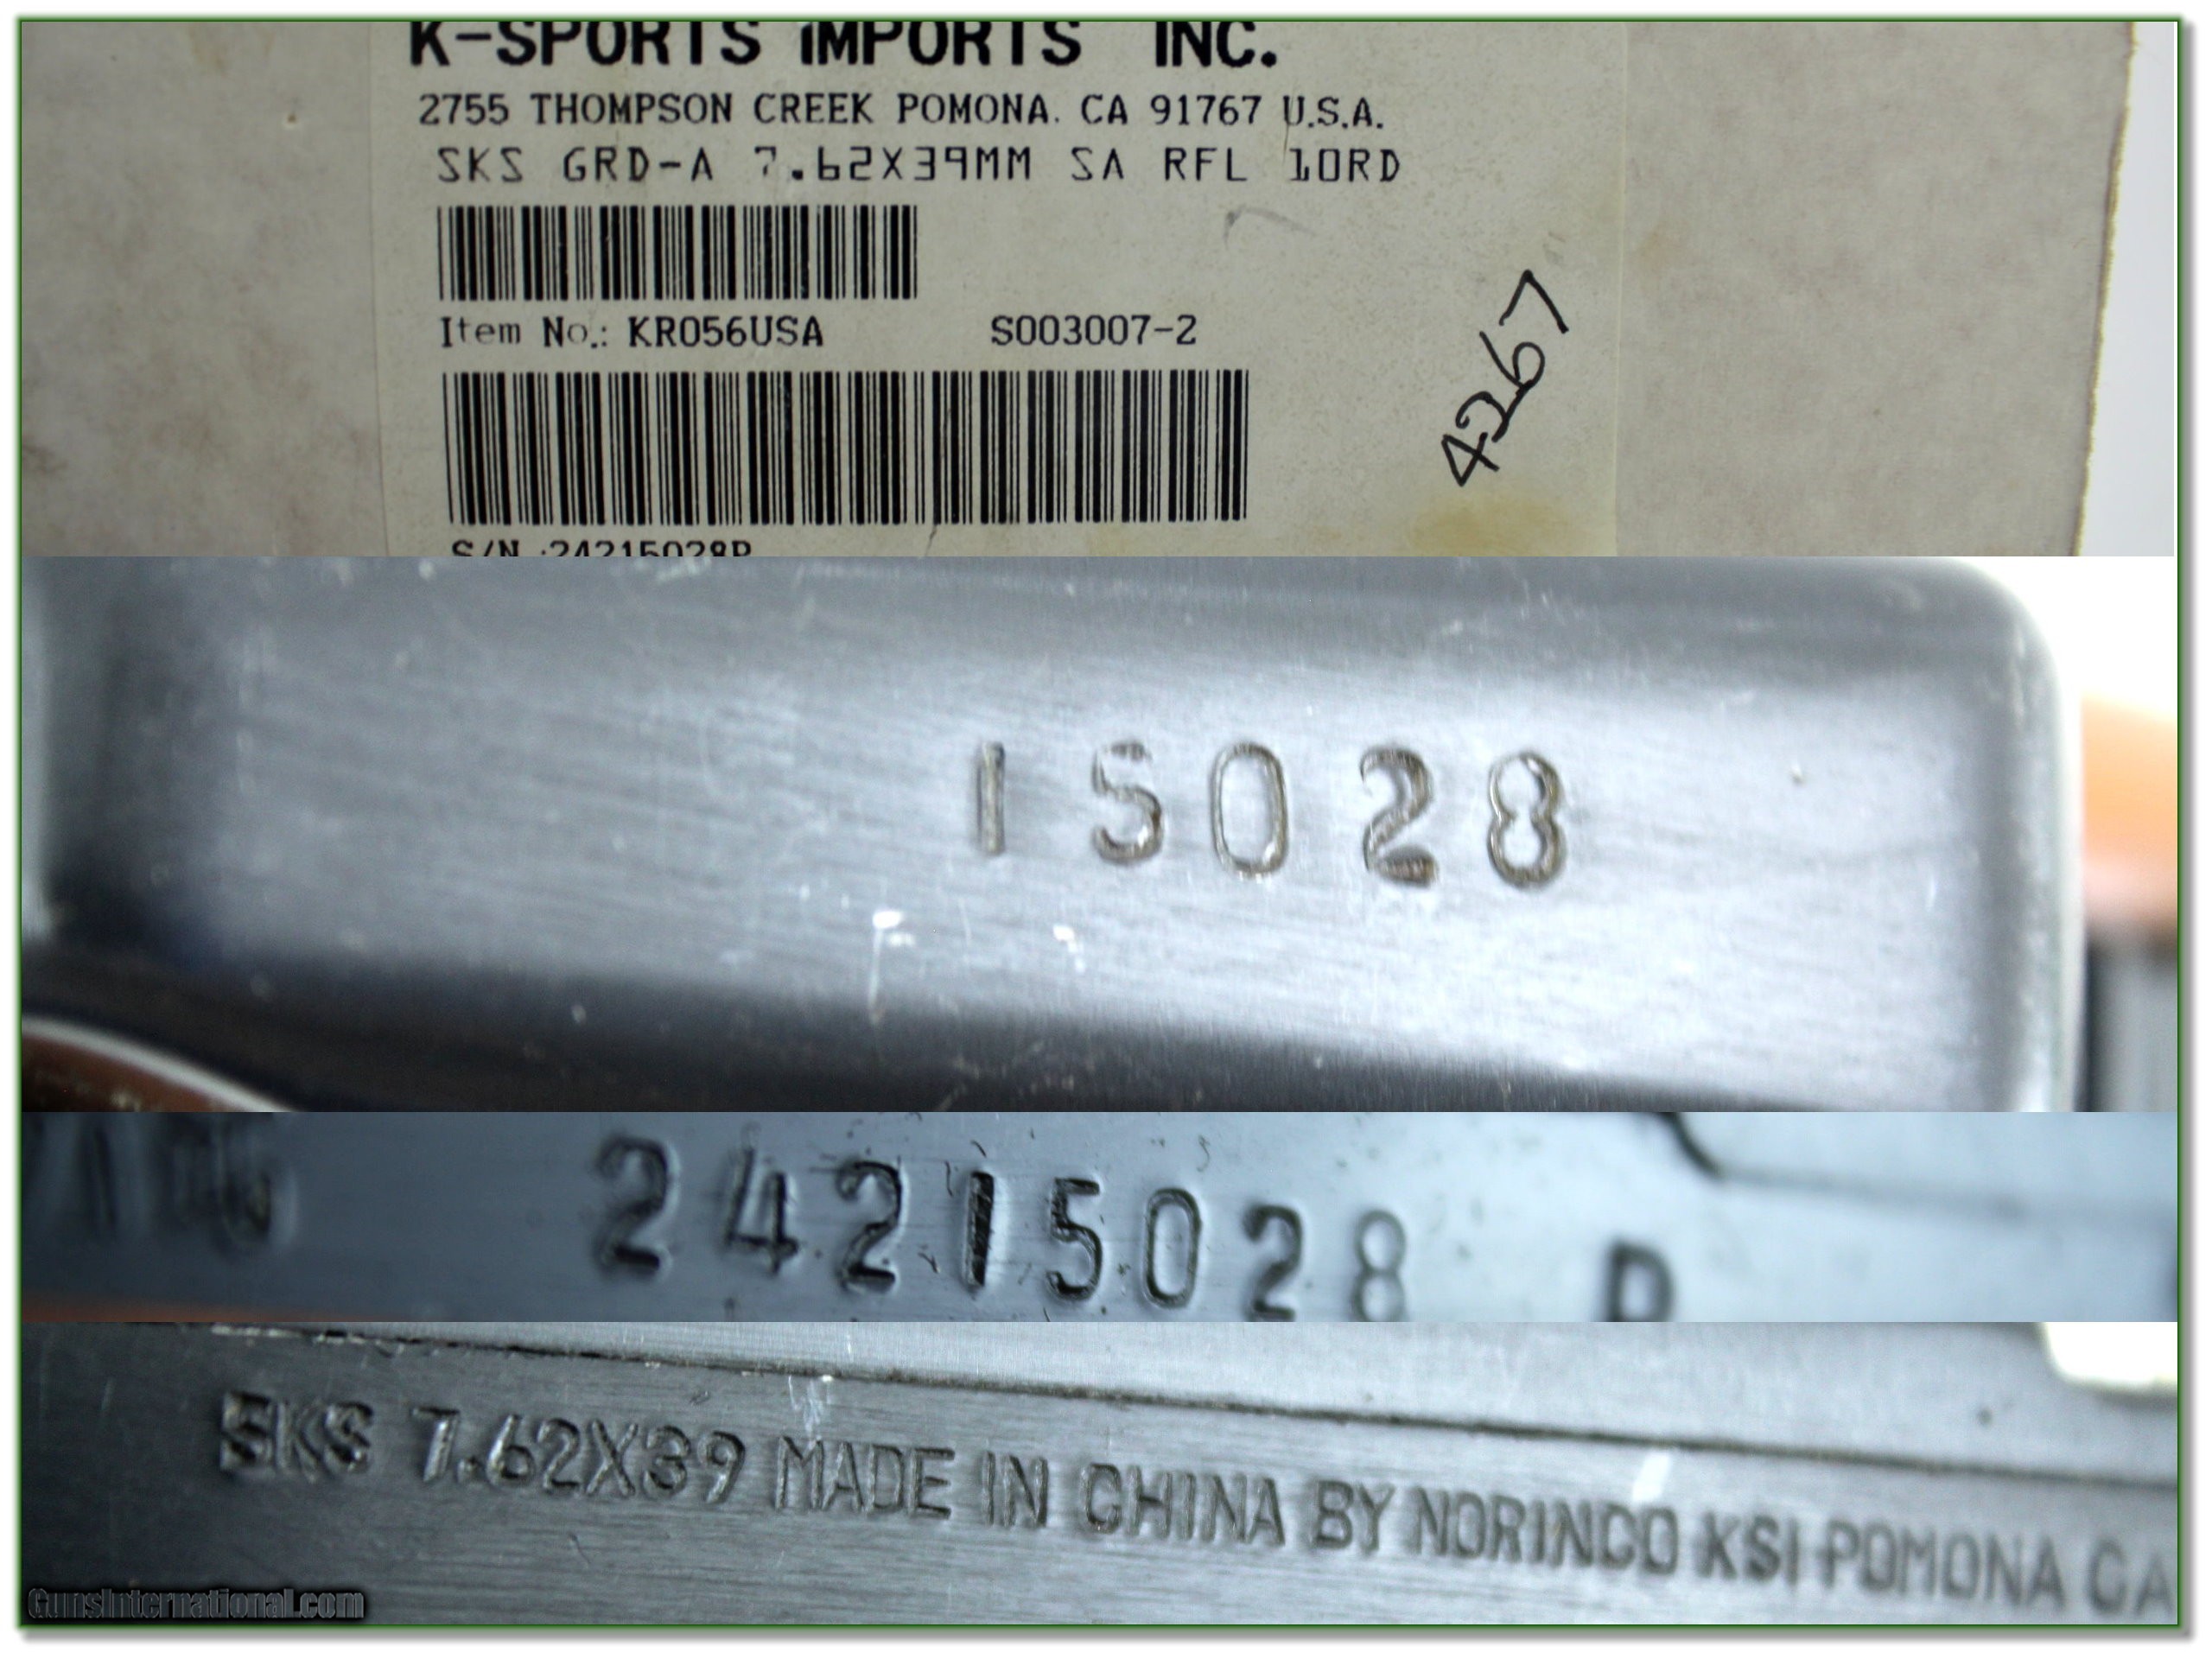 K-SPORTS IMPORTS INC.
2755 THOMPSON CREEK POMONA. CA 91767 U.S.A.
SKS GRD-A 7.62X39MM SA RFL 10RD
Item No.: KR056USA S003007-2
4267
S/N :24215028P
15028
24215028 P
SKS 7.62X39 MADE IN CHINA BY NORINCO KSI POMONA CA
GunsInternational.com